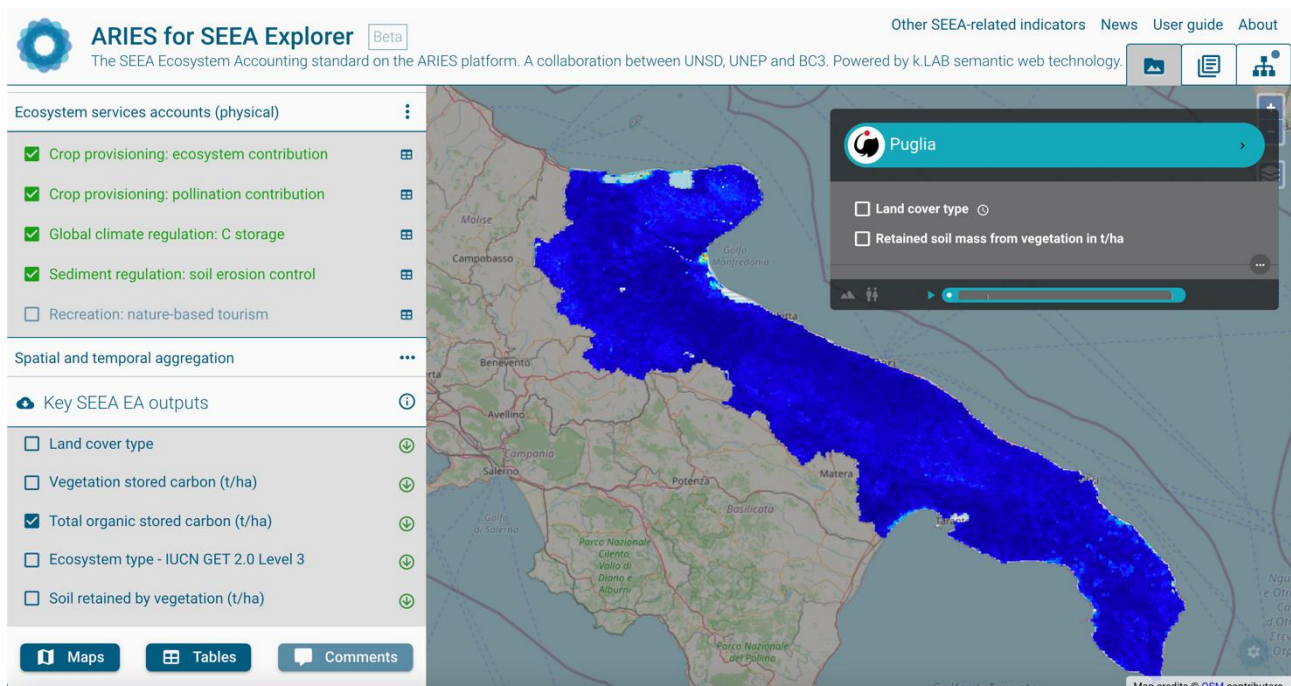 ARIES for SEEA Explorer Beta
The SEEA Ecosystem Accounting standard on the ARIES platform. A collaboration between UNSD, UNEP and BC3. Powered by k.LAB semantic web technology.
Other SEEA-related indicators News User guide About
Ecosystem services accounts (physical)
Crop provisioning: ecosystem contribution
Crop provisioning: pollination contribution
Global climate regulation: C storage
Sediment regulation: soil erosion control
Recreation: nature-based tourism
Spatial and temporal aggregation
Key SEEA EA outputs
Land cover type
Vegetation stored carbon (t/ha)
Total organic stored carbon (t/ha)
Ecosystem type - IUCN GET 2.0 Level 3
Soil retained by vegetation (t/ha)
Maps Tables Comments
Puglia
Land cover type
Retained soil mass from vegetation in t/ha
Molise
Campobasso
Golfo
Manfredonia
Benevento
Avellino
Campania
Salerno
Potenza
Matera
Basilicata
Golfo
di Salerno
Parco Nazionale
Cilento,
Vallo di
Diano e
Alburni
Parco Nazionale
del Pollino